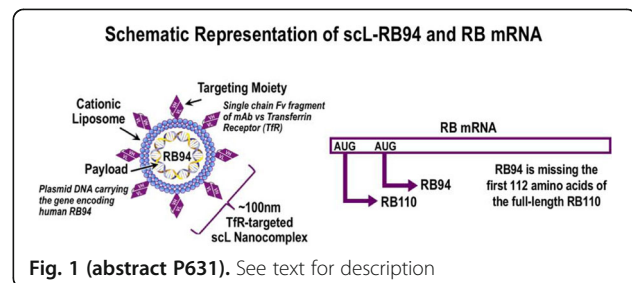 Schematic Representation of scL-RB94 and RB mRNA
Targeting Moiety
Single chain Fv fragment
of mAb vs Transferrin
Receptor (TfR)
Cationic
Liposome
Payload
RB94
Plasmid DNA carrying
the gene encoding
human RB94
~100nm
TfR-targeted
scL Nanocomplex
RB mRNA
AUG AUG
RB94
RB110
RB94 is missing the
first 112 amino acids of
the full-length RB110
Fig. 1 (abstract P631). See text for description